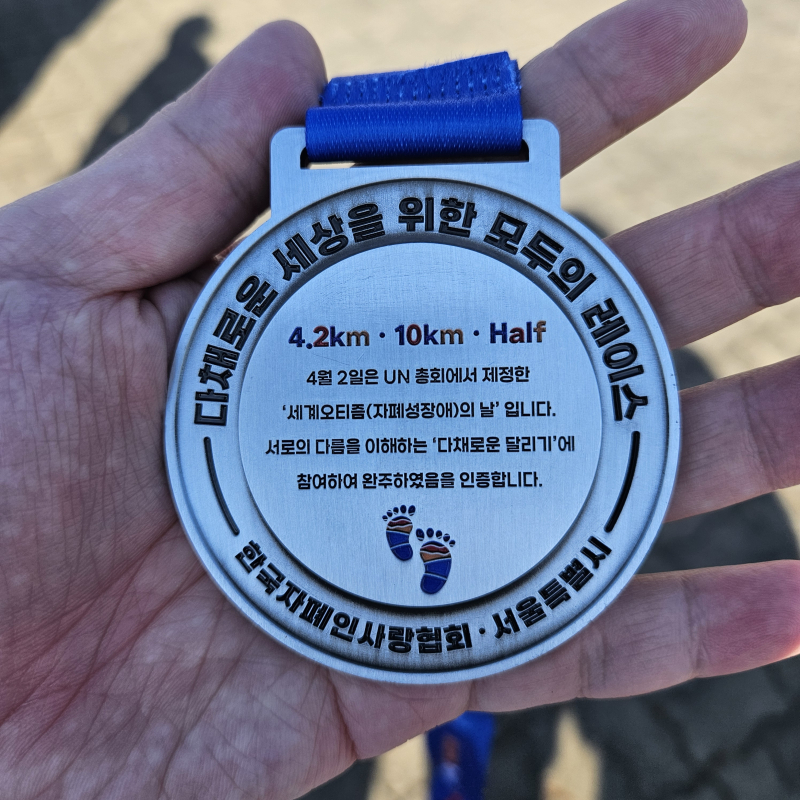 다채로운 세상을 위한 모두의 레이스
4.2km · 10km · Half
4월 2일은 UN 총회에서 제정한
‘세계오티즘(자폐성장애)의 날’ 입니다.
서로의 다름을 이해하는 ‘다채로운 달리기’에
참여하여 완주하였음을 인증합니다.
한국자폐인사랑협회 · 서울특별시